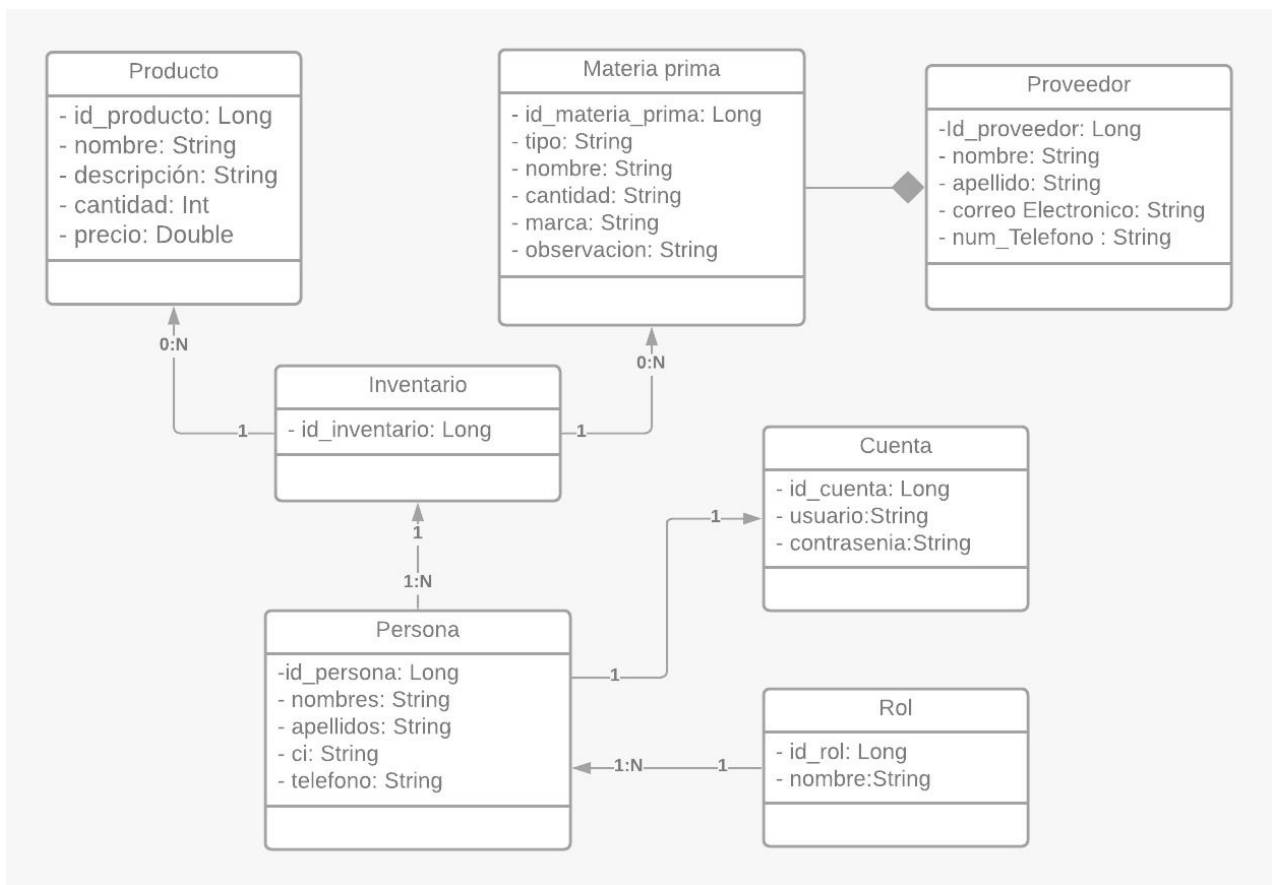 Producto
- id_producto: Long
- nombre: String
- descripción: String
- cantidad: Int
- precio: Double
Materia prima
- id_materia_prima: Long
- tipo: String
- nombre: String
- cantidad: String
- marca: String
- observacion: String
Proveedor
-Id_proveedor: Long
- nombre: String
- apellido: String
- correo Electronico: String
- num_Telefono : String
0:N
0:N
Inventario
- id_inventario: Long
1
1
1
1:N
Cuenta
- id_cuenta: Long
- usuario:String
- contrasenia:String
1
1
Persona
-id_persona: Long
- nombres: String
- apellidos: String
- ci: String
- telefono: String
Rol
- id_rol: Long
- nombre:String
1:N
1